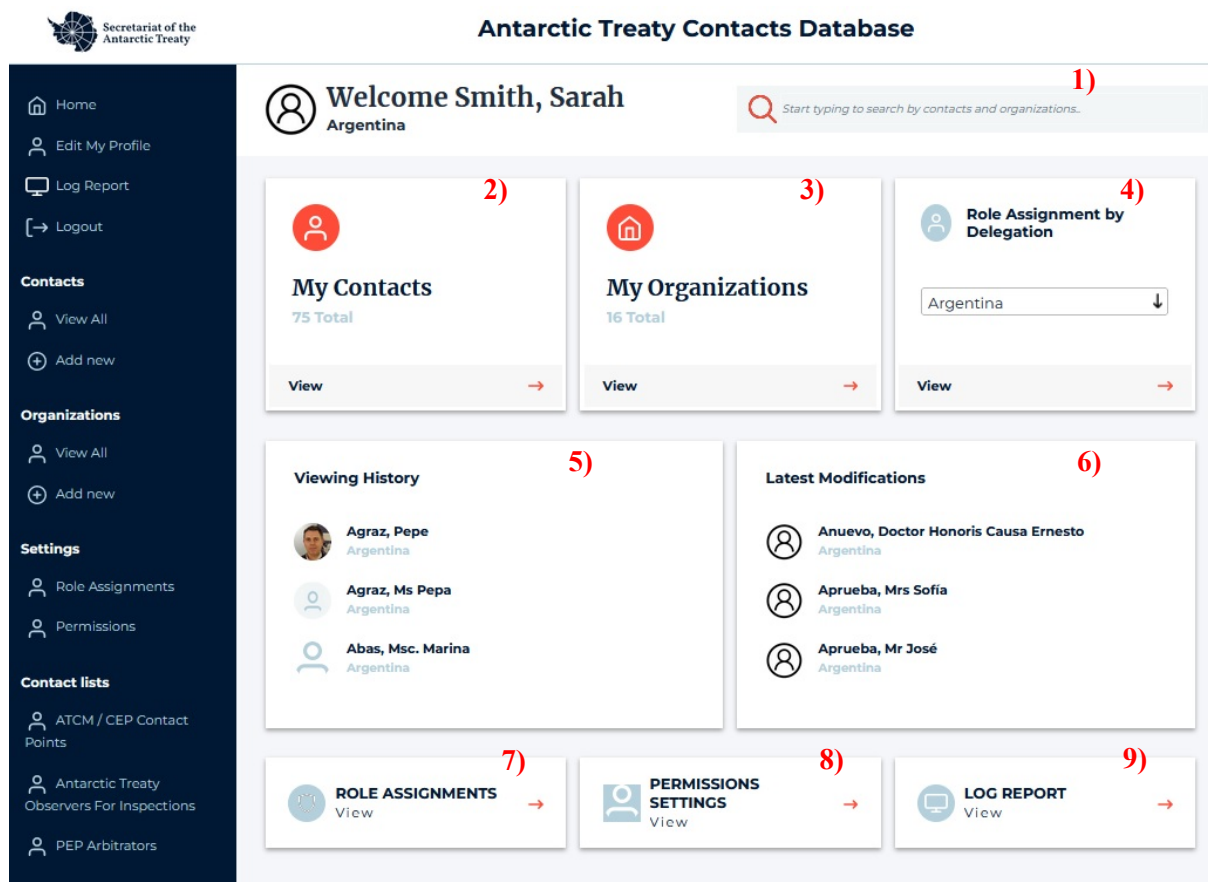 Secretariat of the
Antarctic Treaty
Antarctic Treaty Contacts Database
Home
Edit My Profile
Log Report
Logout
Contacts
View All
Add new
Organizations
View All
Add new
Settings
Role Assignments
Permissions
Contact lists
ATCM / CEP Contact
Points
Antarctic Treaty
Observers For Inspections
PEP Arbitrators
Welcome Smith, Sarah
Argentina
1)
Start typing to search by contacts and organizations..
2)
My Contacts
75 Total
View
3)
My Organizations
16 Total
View
4)
Role Assignment by
Delegation
Argentina
View
5)
Viewing History
Agraz, Pepe
Argentina
Agraz, Ms Pepa
Argentina
Abas, Msc. Marina
Argentina
6)
Latest Modifications
Anuevo, Doctor Honoris Causa Ernesto
Argentina
Aprueba, Mrs Sofía
Argentina
Aprueba, Mr José
Argentina
7)
ROLE ASSIGNMENTS
View
8)
PERMISSIONS
SETTINGS
View
9)
LOG REPORT
View